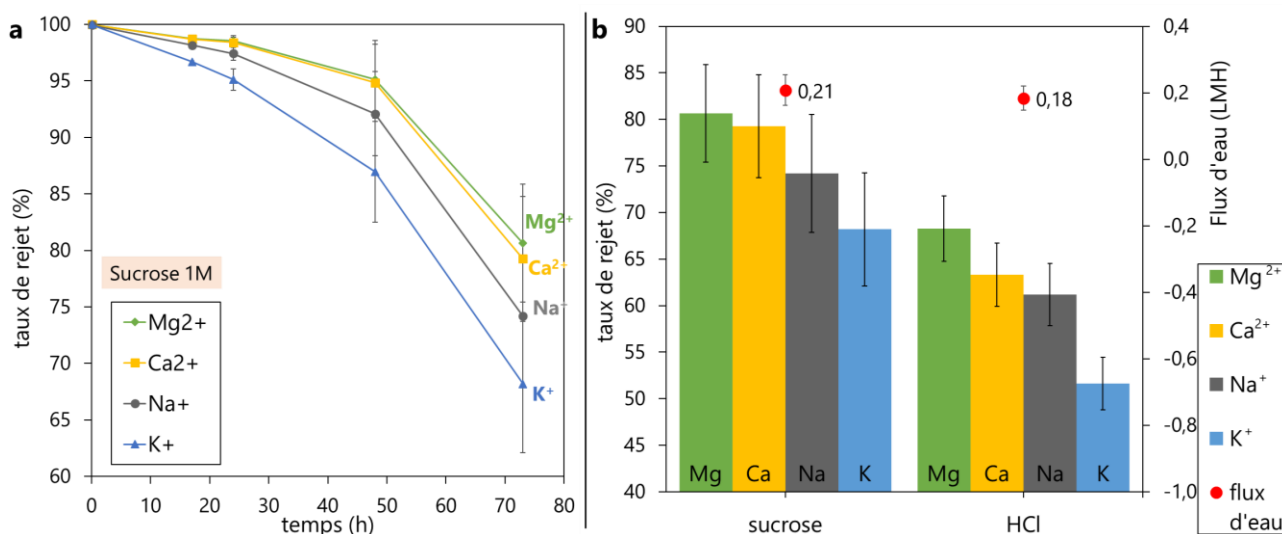 a
100
95
90
85
80
75
70
65
60
taux de rejet (%)
Sucrose 1M
Mg2+
Ca2+
Na+
K+
Mg²⁺
Ca²⁺
Na⁺
K⁺
0 10 20 30 40 50 60 70 80
temps (h)
b
90
85
80
75
70
65
60
55
50
45
40
taux de rejet (%)
0,21
0,18
Mg Ca Na K Mg Ca Na K
sucrose HCl
0,4
0,2
0,0
-0,2
-0,4
-0,6
-0,8
-1,0
Flux d'eau (LMH)
Mg²⁺
Ca²⁺
Na⁺
K⁺
flux
d'eau